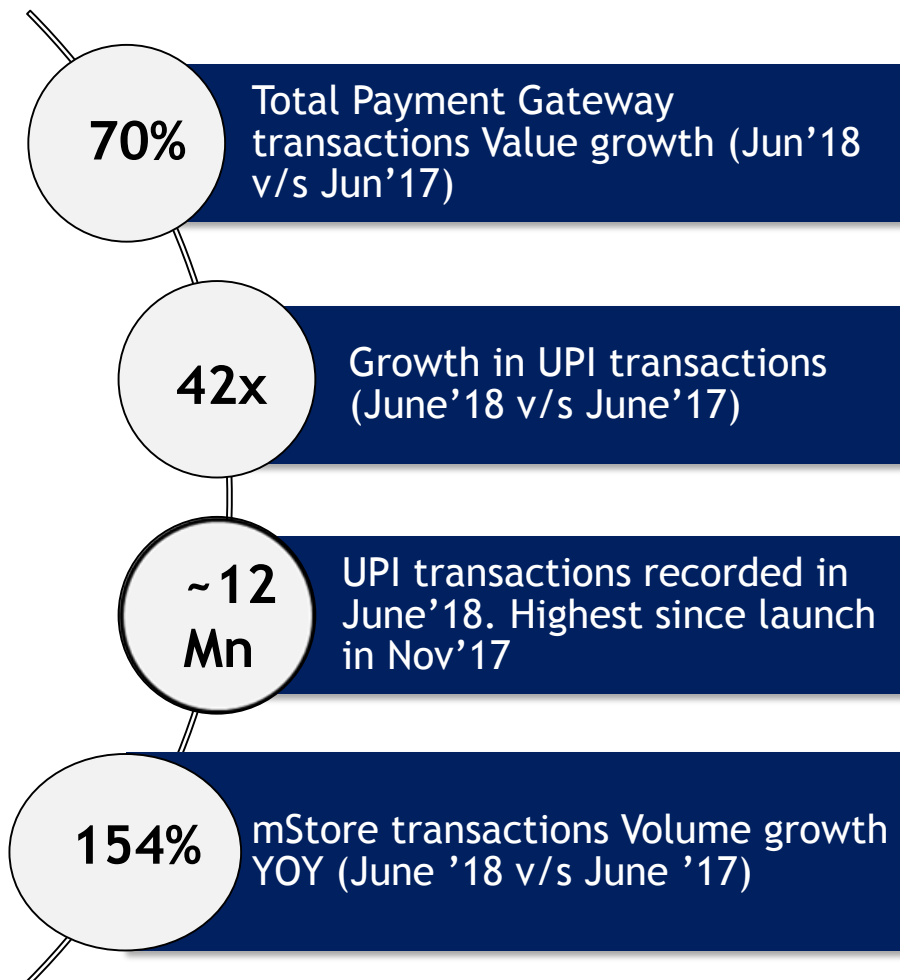 70%
Total Payment Gateway
transactions Value growth (Jun’18
v/s Jun’17)
42x
Growth in UPI transactions
(June’18 v/s June’17)
~12
Mn
UPI transactions recorded in
June’18. Highest since launch
in Nov’17
154%
mStore transactions Volume growth
YOY (June ’18 v/s June ’17)